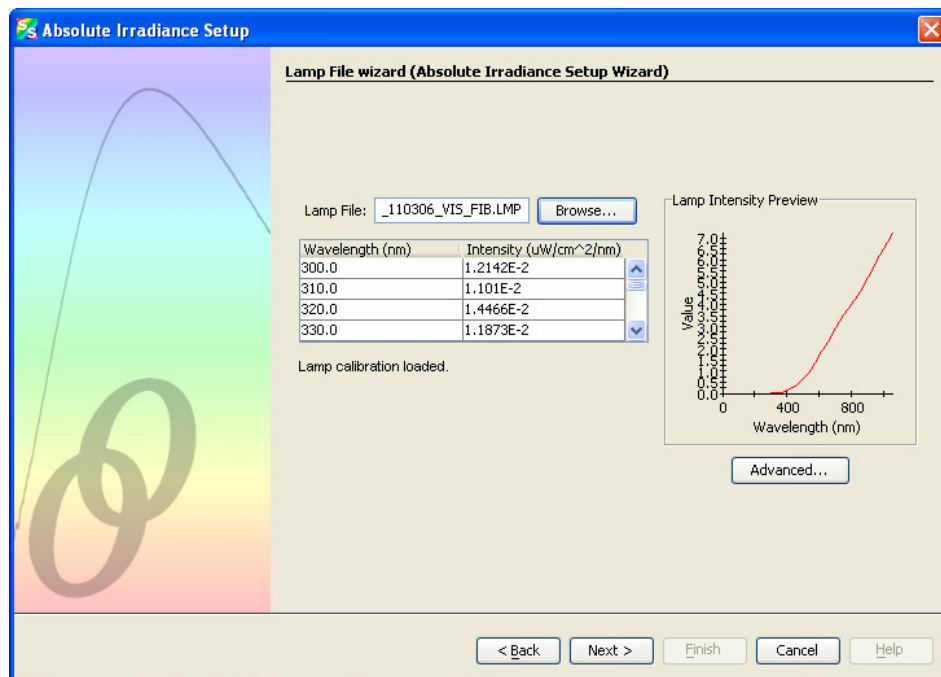 Absolute Irradiance Setup
Lamp File wizard (Absolute Irradiance Setup Wizard)
Lamp File: _110306_VIS_FIB.LMP Browse...
Wavelength (nm) Intensity (uW/cm^2/nm)
300.0 1.2142E-2
310.0 1.101E-2
320.0 1.4466E-2
330.0 1.1873E-2
Lamp calibration loaded.
Lamp Intensity Preview
7.0
6.5
6.0
5.5
5.0
4.5
4.0
3.5
3.0
2.5
2.0
1.5
1.0
0.5
0.0
Value
0 400 800
Wavelength (nm)
Advanced...
< Back Next > Finish Cancel Help